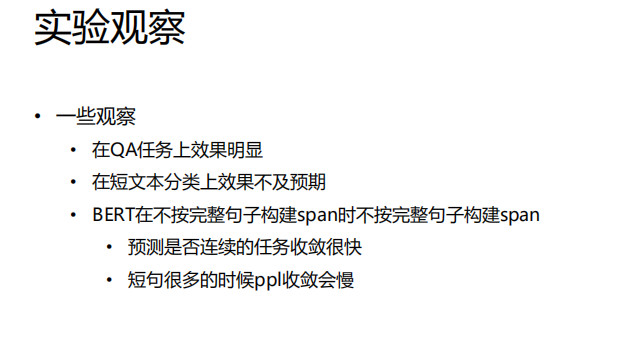 实验观察
• 一些观察
• 在QA任务上效果明显
• 在短文本分类上效果不及预期
• BERT在不按完整句子构建span时不按完整句子构建span
• 预测是否连续的任务收敛很快
• 短句很多的时候ppl收敛会慢